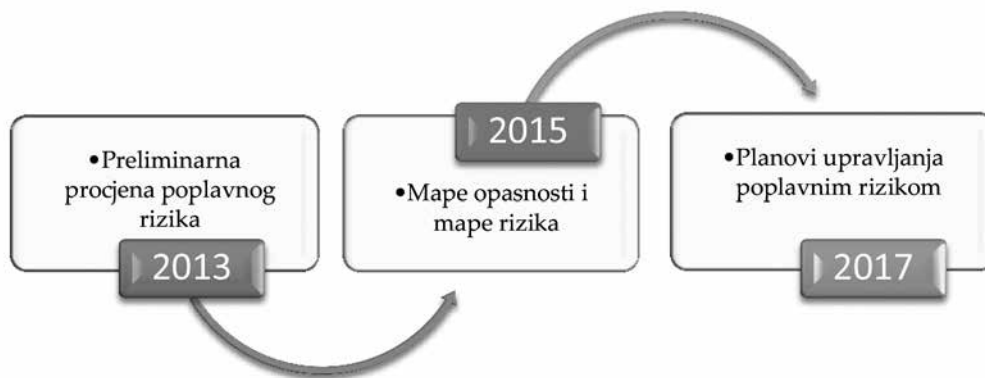 •Preliminarna
procjena poplavnog
rizika
2013
2015
•Mape opasnosti i
mape rizika
•Planovi upravljanja
poplavnim rizikom
2017